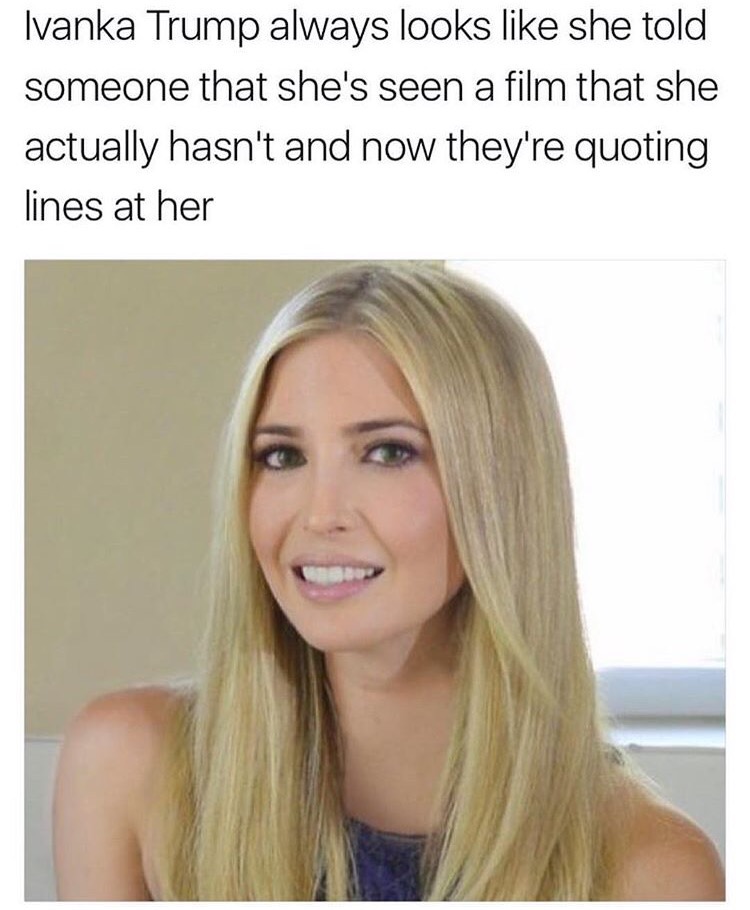 Ivanka Trump always looks like she told
someone that she's seen a film that she
actually hasn't and now they're quoting
lines at her